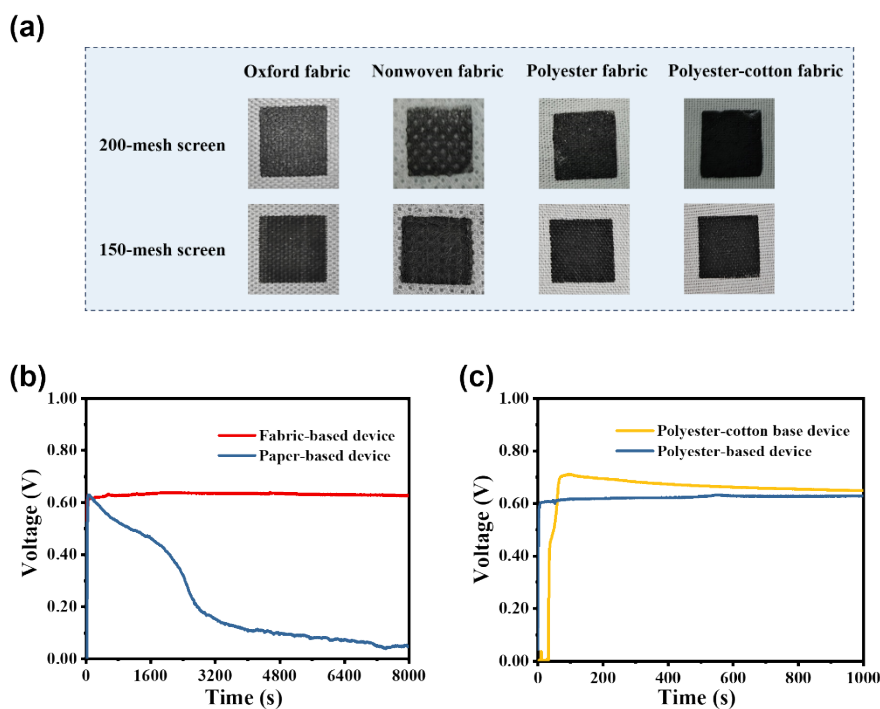 (a)
Oxford fabric Nonwoven fabric Polyester fabric Polyester-cotton fabric
200-mesh screen
150-mesh screen
(b)
1.00
0.80
0.60
0.40
0.20
0.00
Voltage (V)
Fabric-based device
Paper-based device
0 1600 3200 4800 6400 8000
Time (s)
(c)
1.00
0.80
0.60
0.40
0.20
0.00
Voltage (V)
Polyester-cotton base device
Polyester-based device
0 200 400 600 800 1000
Time (s)